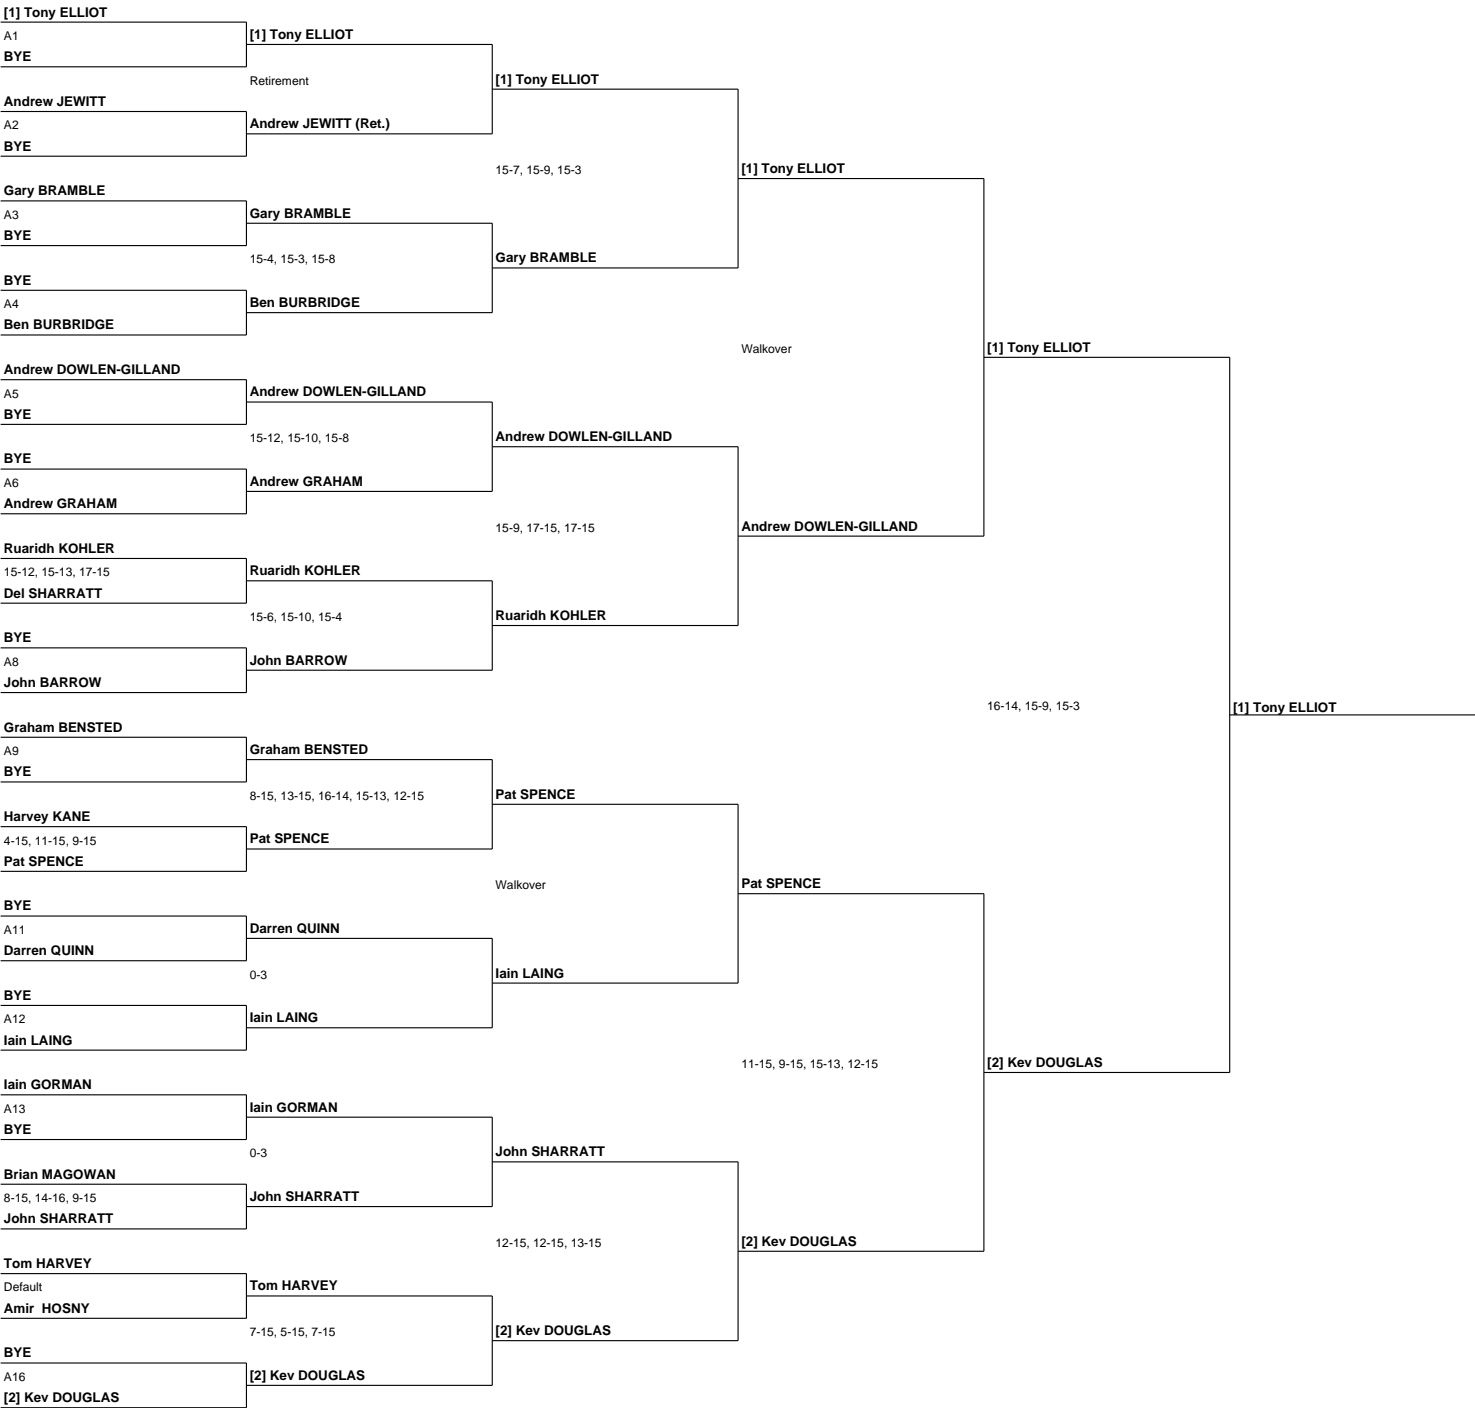 [1] Tony ELLIOT
A1
BYE
Andrew JEWITT
A2
BYE
Gary BRAMBLE
A3
BYE
BYE
A4
Ben BURBRIDGE
Andrew DOWLEN-GILLAND
A5
BYE
BYE
A6
Andrew GRAHAM
Ruaridh KOHLER
15-12, 15-13, 17-15
Del SHARRATT
BYE
A8
John BARROW
Graham BENSTED
A9
BYE
Harvey KANE
4-15, 11-15, 9-15
Pat SPENCE
BYE
A11
Darren QUINN
BYE
A12
Iain LAING
Iain GORMAN
A13
BYE
Brian MAGOWAN
8-15, 14-16, 9-15
John SHARRATT
Tom HARVEY
Default
Amir  HOSNY
BYE
A16
[2] Kev DOUGLAS
[1] Tony ELLIOT
Retirement
Andrew JEWITT (Ret.)
Gary BRAMBLE
15-4, 15-3, 15-8
Ben BURBRIDGE
Andrew DOWLEN-GILLAND
15-12, 15-10, 15-8
Andrew GRAHAM
Ruaridh KOHLER
15-6, 15-10, 15-4
John BARROW
Graham BENSTED
8-15, 13-15, 16-14, 15-13, 12-15
Pat SPENCE
Darren QUINN
0-3
Iain LAING
Iain GORMAN
0-3
John SHARRATT
Tom HARVEY
7-15, 5-15, 7-15
[2] Kev DOUGLAS
[1] Tony ELLIOT
15-7, 15-9, 15-3
Gary BRAMBLE
Andrew DOWLEN-GILLAND
15-9, 17-15, 17-15
Ruaridh KOHLER
Pat SPENCE
Walkover
Iain LAING
John SHARRATT
12-15, 12-15, 13-15
[2] Kev DOUGLAS
[1] Tony ELLIOT
Walkover
Andrew DOWLEN-GILLAND
Pat SPENCE
11-15, 9-15, 15-13, 12-15
[2] Kev DOUGLAS
[1] Tony ELLIOT
16-14, 15-9, 15-3
[2] Kev DOUGLAS
[1] Tony ELLIOT